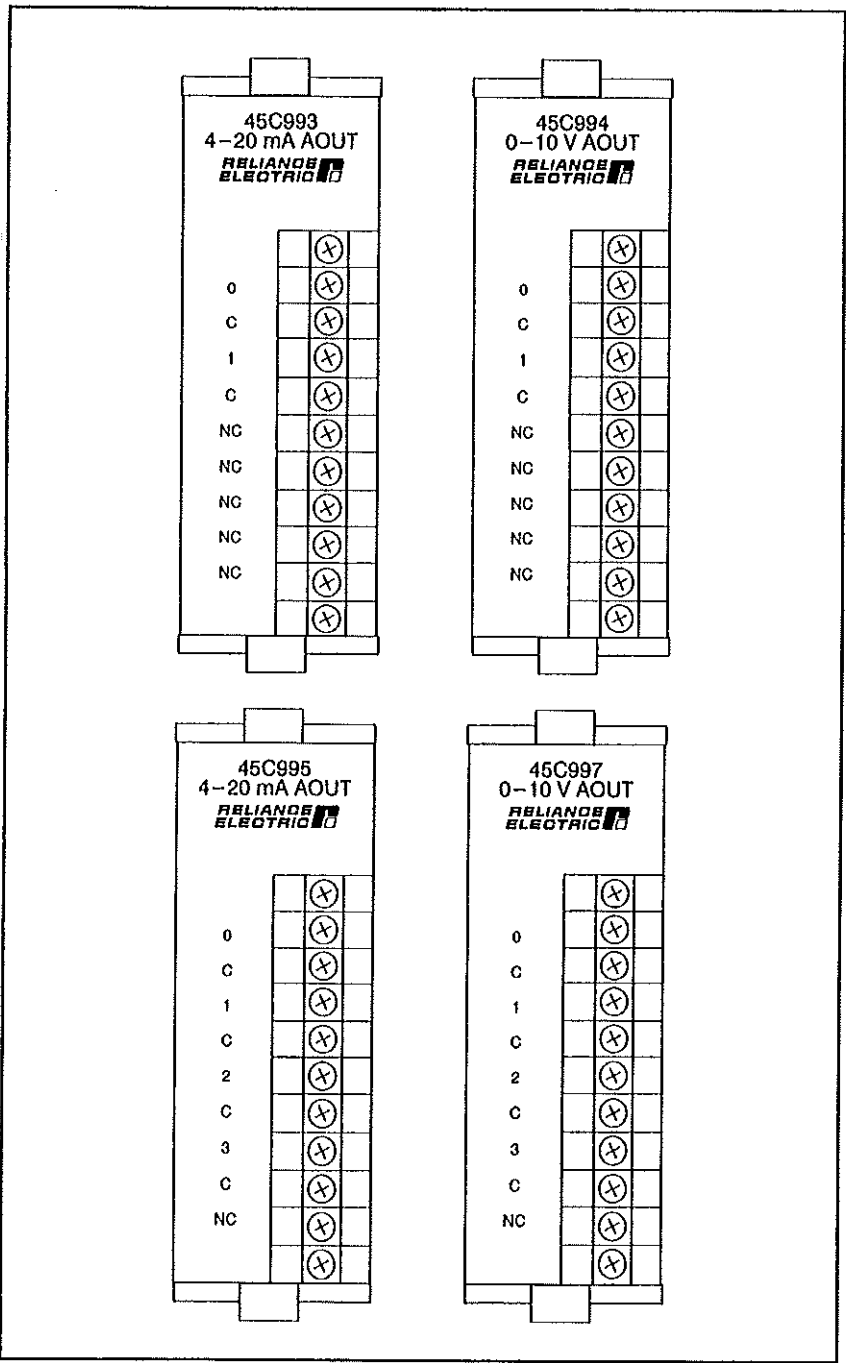 45C993
4-20 mA AOUT
RELIANCE
ELECTRIC
0
C
1
C
NC
NC
NC
NC
NC
45C994
0-10 V AOUT
RELIANCE
ELECTRIC
0
C
1
C
NC
NC
NC
NC
NC
45C995
4-20 mA AOUT
RELIANCE
ELECTRIC
0
C
1
C
2
C
3
C
NC
45C997
0-10 V AOUT
RELIANCE
ELECTRIC
0
C
1
C
2
C
3
C
NC